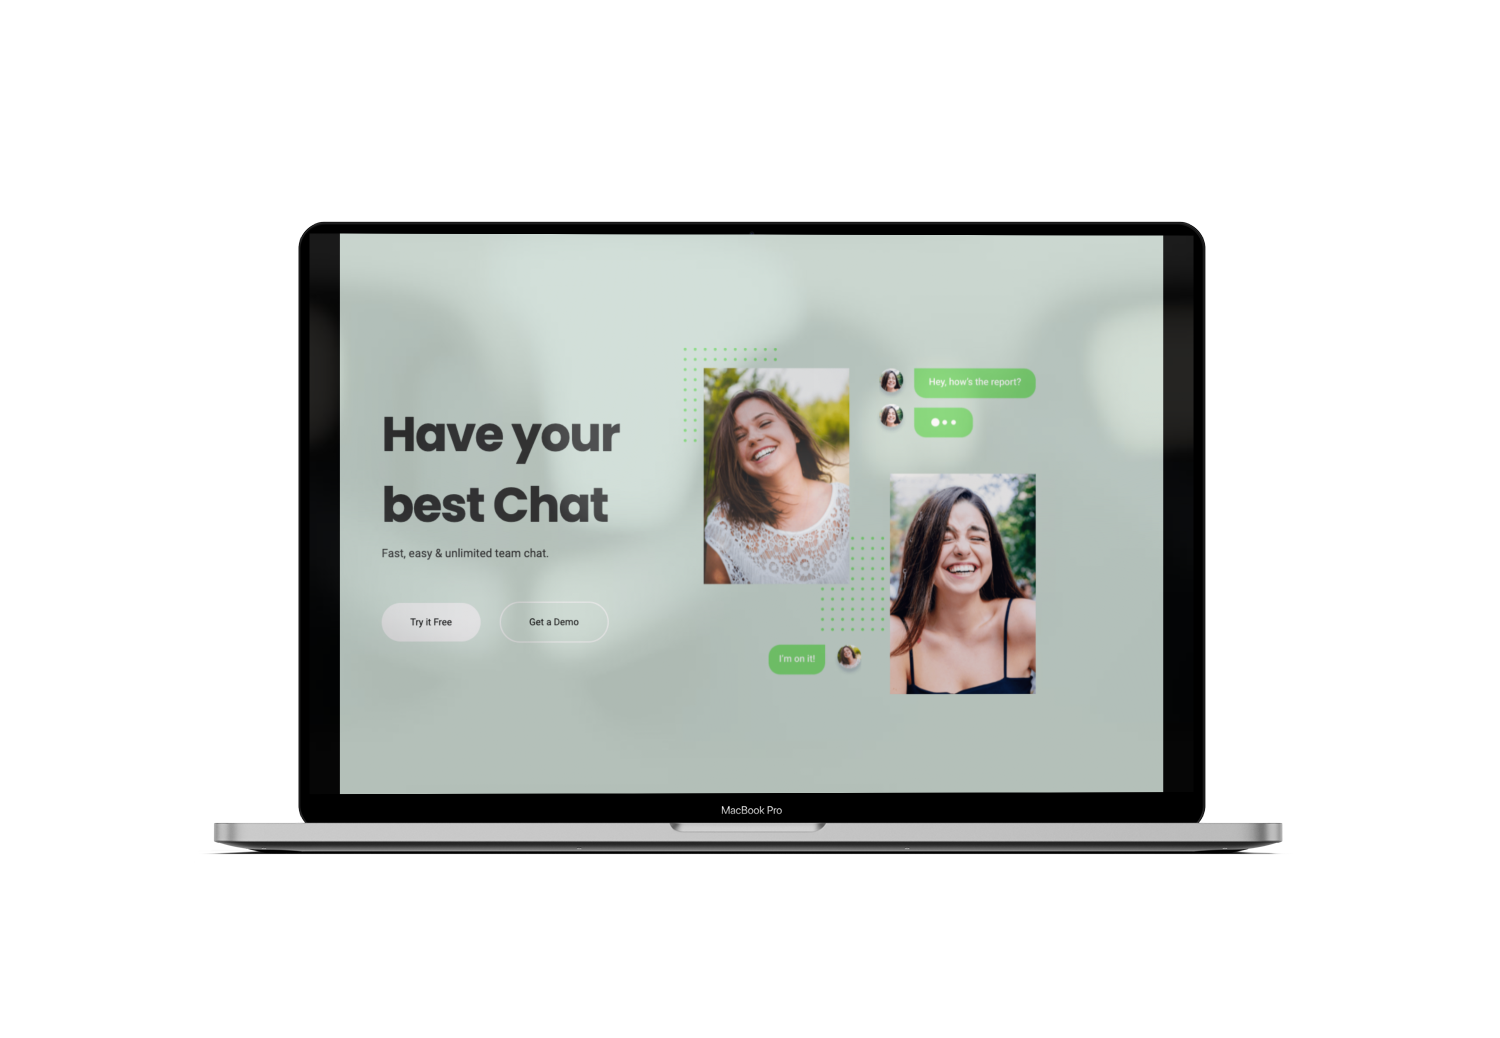 Have your
best Chat
Fast, easy & unlimited team chat.
Try it Free
Get a Demo
Hey, how's the report?
I'm on it!
MacBook Pro